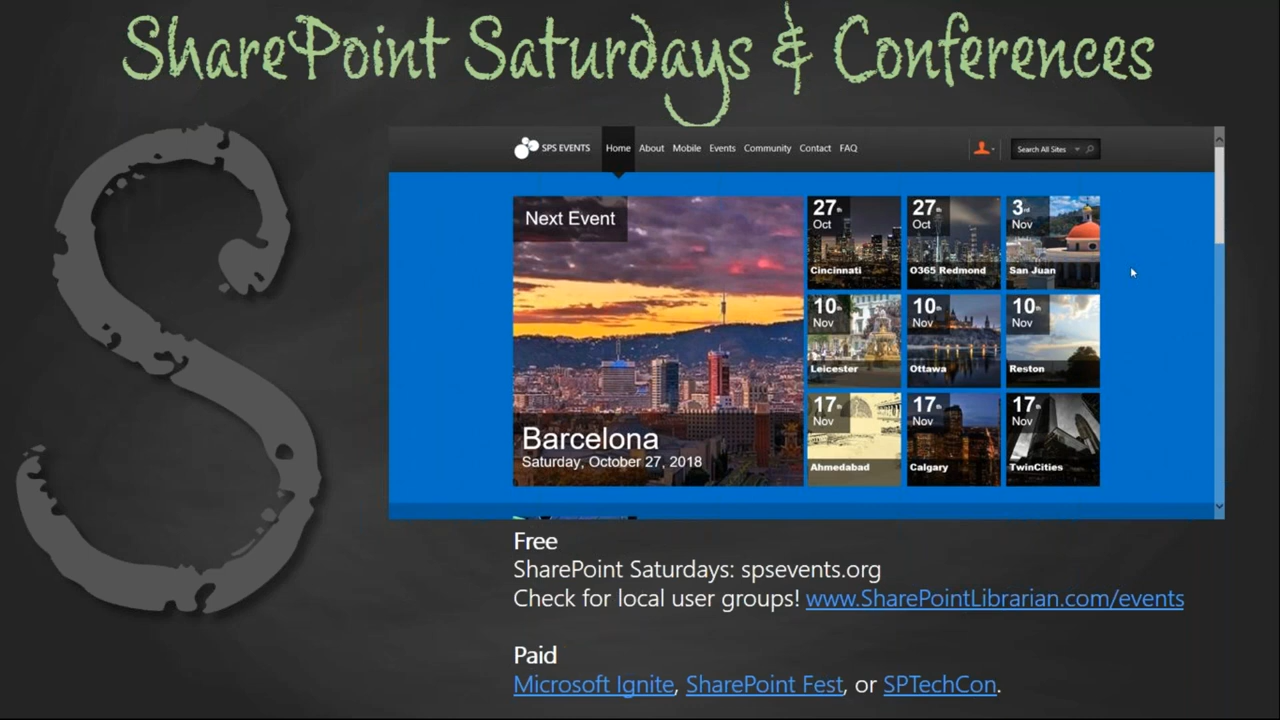 SharePoint Saturdays & Conferences
S
SPS EVENTS Home About Mobile Events Community Contact FAQ Search All Sites
Next Event
Barcelona
Saturday, October 27, 2018
27th Oct
Cincinnati
27th Oct
O365 Redmond
3rd Nov
San Juan
10th Nov
Leicester
10th Nov
Ottawa
10th Nov
Reston
17th Nov
Ahmedabad
17th Nov
Calgary
17th Nov
TwinCities
Free
SharePoint Saturdays: spsevents.org
Check for local user groups! www.SharePointLibrarian.com/events
Paid
Microsoft Ignite, SharePoint Fest, or SPTechCon.